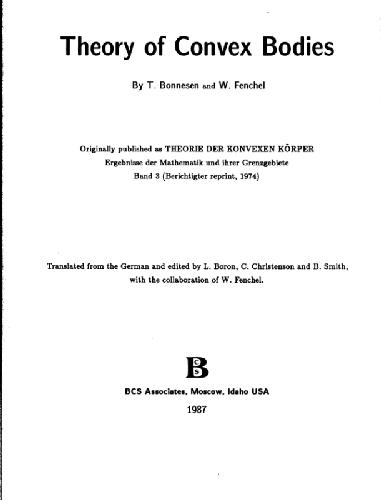 Theory of Convex Bodies
By T. Bonnesen and W. Fenchel
Originally published as THEORIE DER KONVEXEN KÖRPER
Ergebnisse der Mathematik und ihrer Grenzgebiete
Band 3 (Berichtigter reprint, 1974)
Translated from the German and edited by L. Boron, C. Christenson and B. Smith,
with the collaboration of W. Fenchel.
BCS
BCS Associates, Moscow, Idaho USA
1987